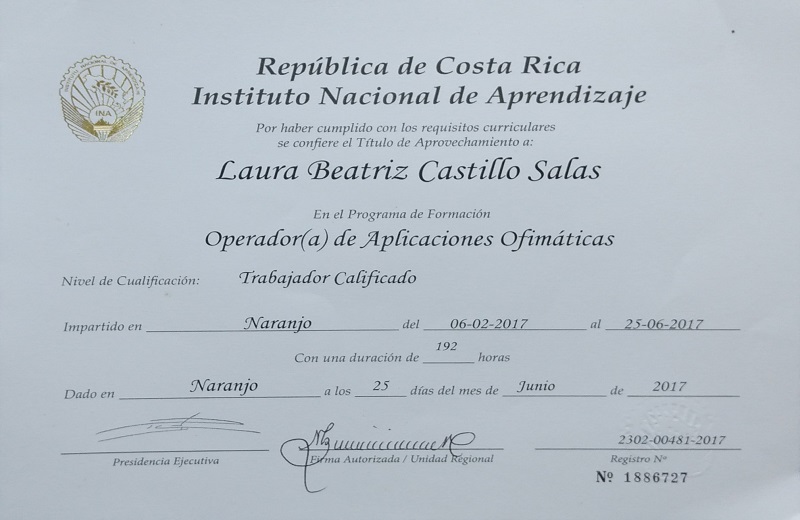 República de Costa Rica
Instituto Nacional de Aprendizaje
INA
Por haber cumplido con los requisitos curriculares
se confiere el Título de Aprovechamiento a:
Laura Beatriz Castillo Salas
En el Programa de Formación
Operador(a) de Aplicaciones Ofimáticas
Nivel de Cualificación: Trabajador Calificado
Impartido en Naranjo del 06-02-2017 al 25-06-2017
Con una duración de 192 horas
Dado en Naranjo a los 25 días del mes de Junio de 2017
2302-00481-2017
Presidencia Ejecutiva Firma Autorizada / Unidad Regional Registro Nº
Nº 1886727